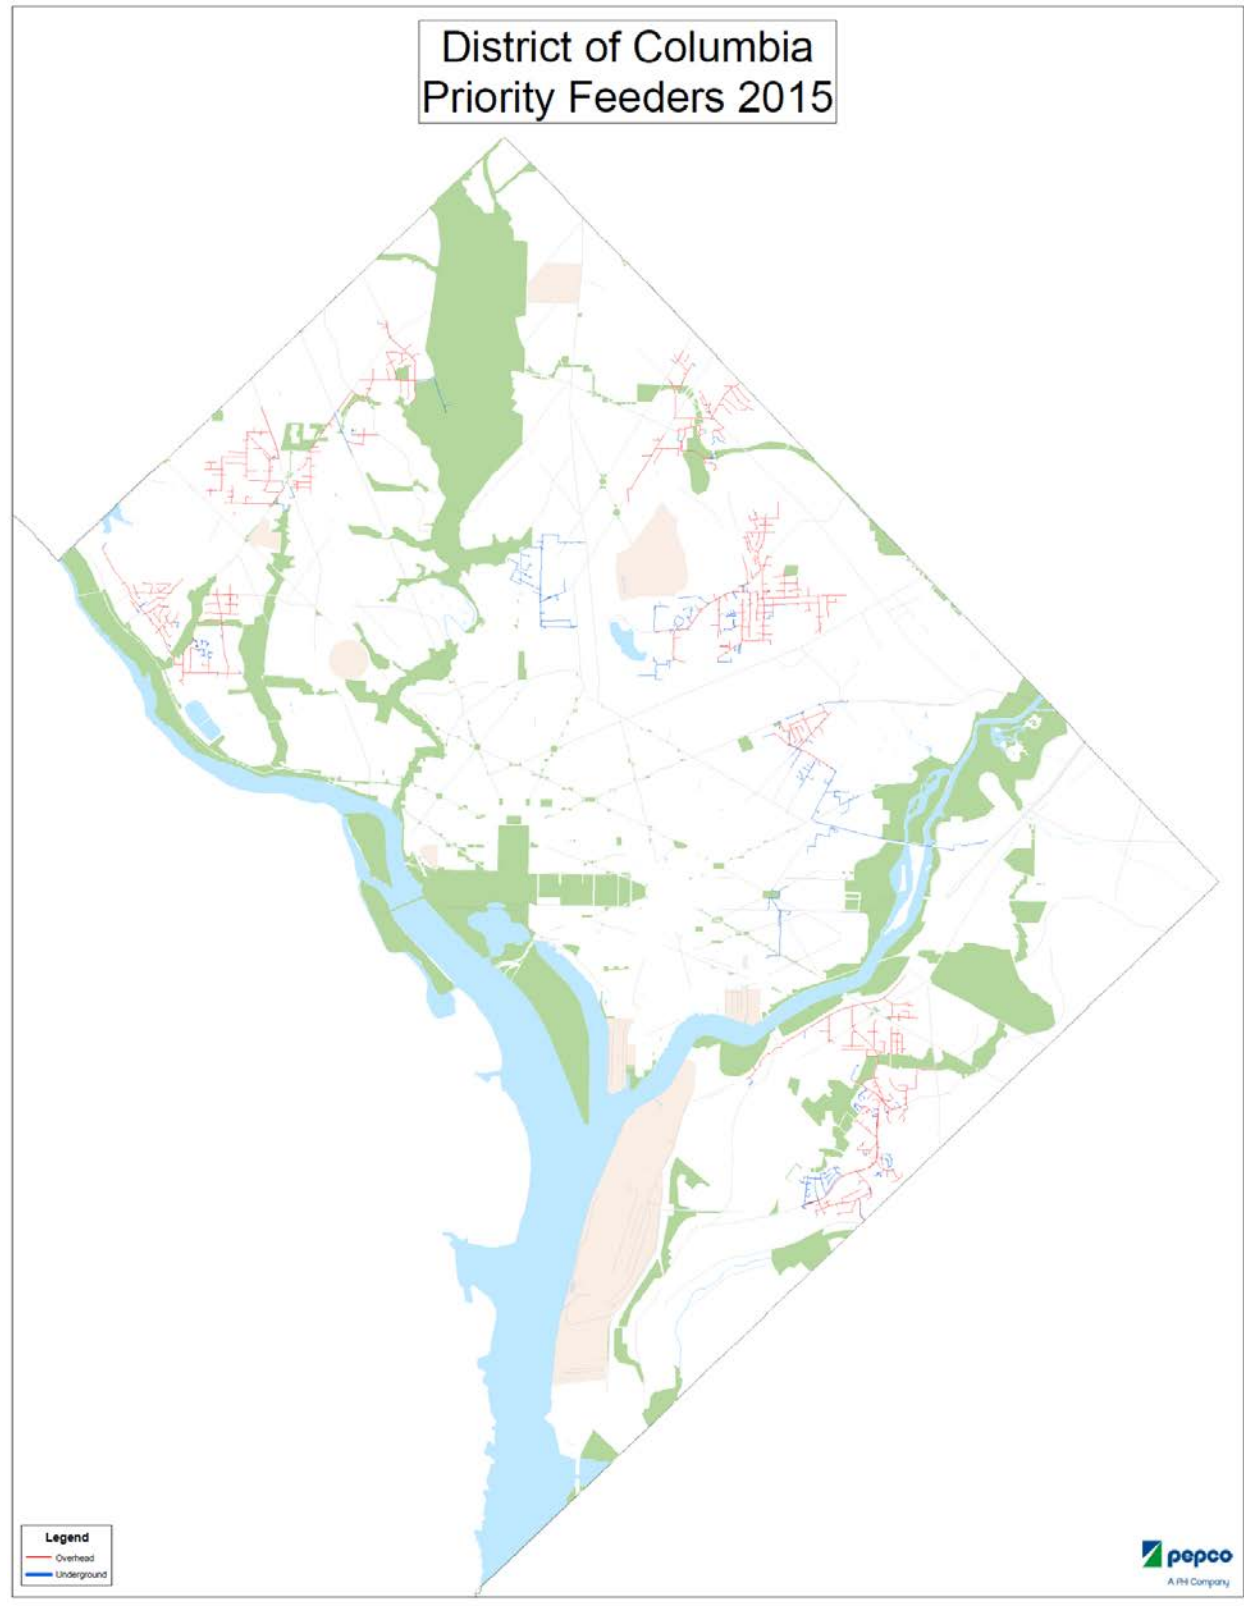 District of Columbia
Priority Feeders 2015
Legend
Overhead
Underground
pepco
A PHI Company